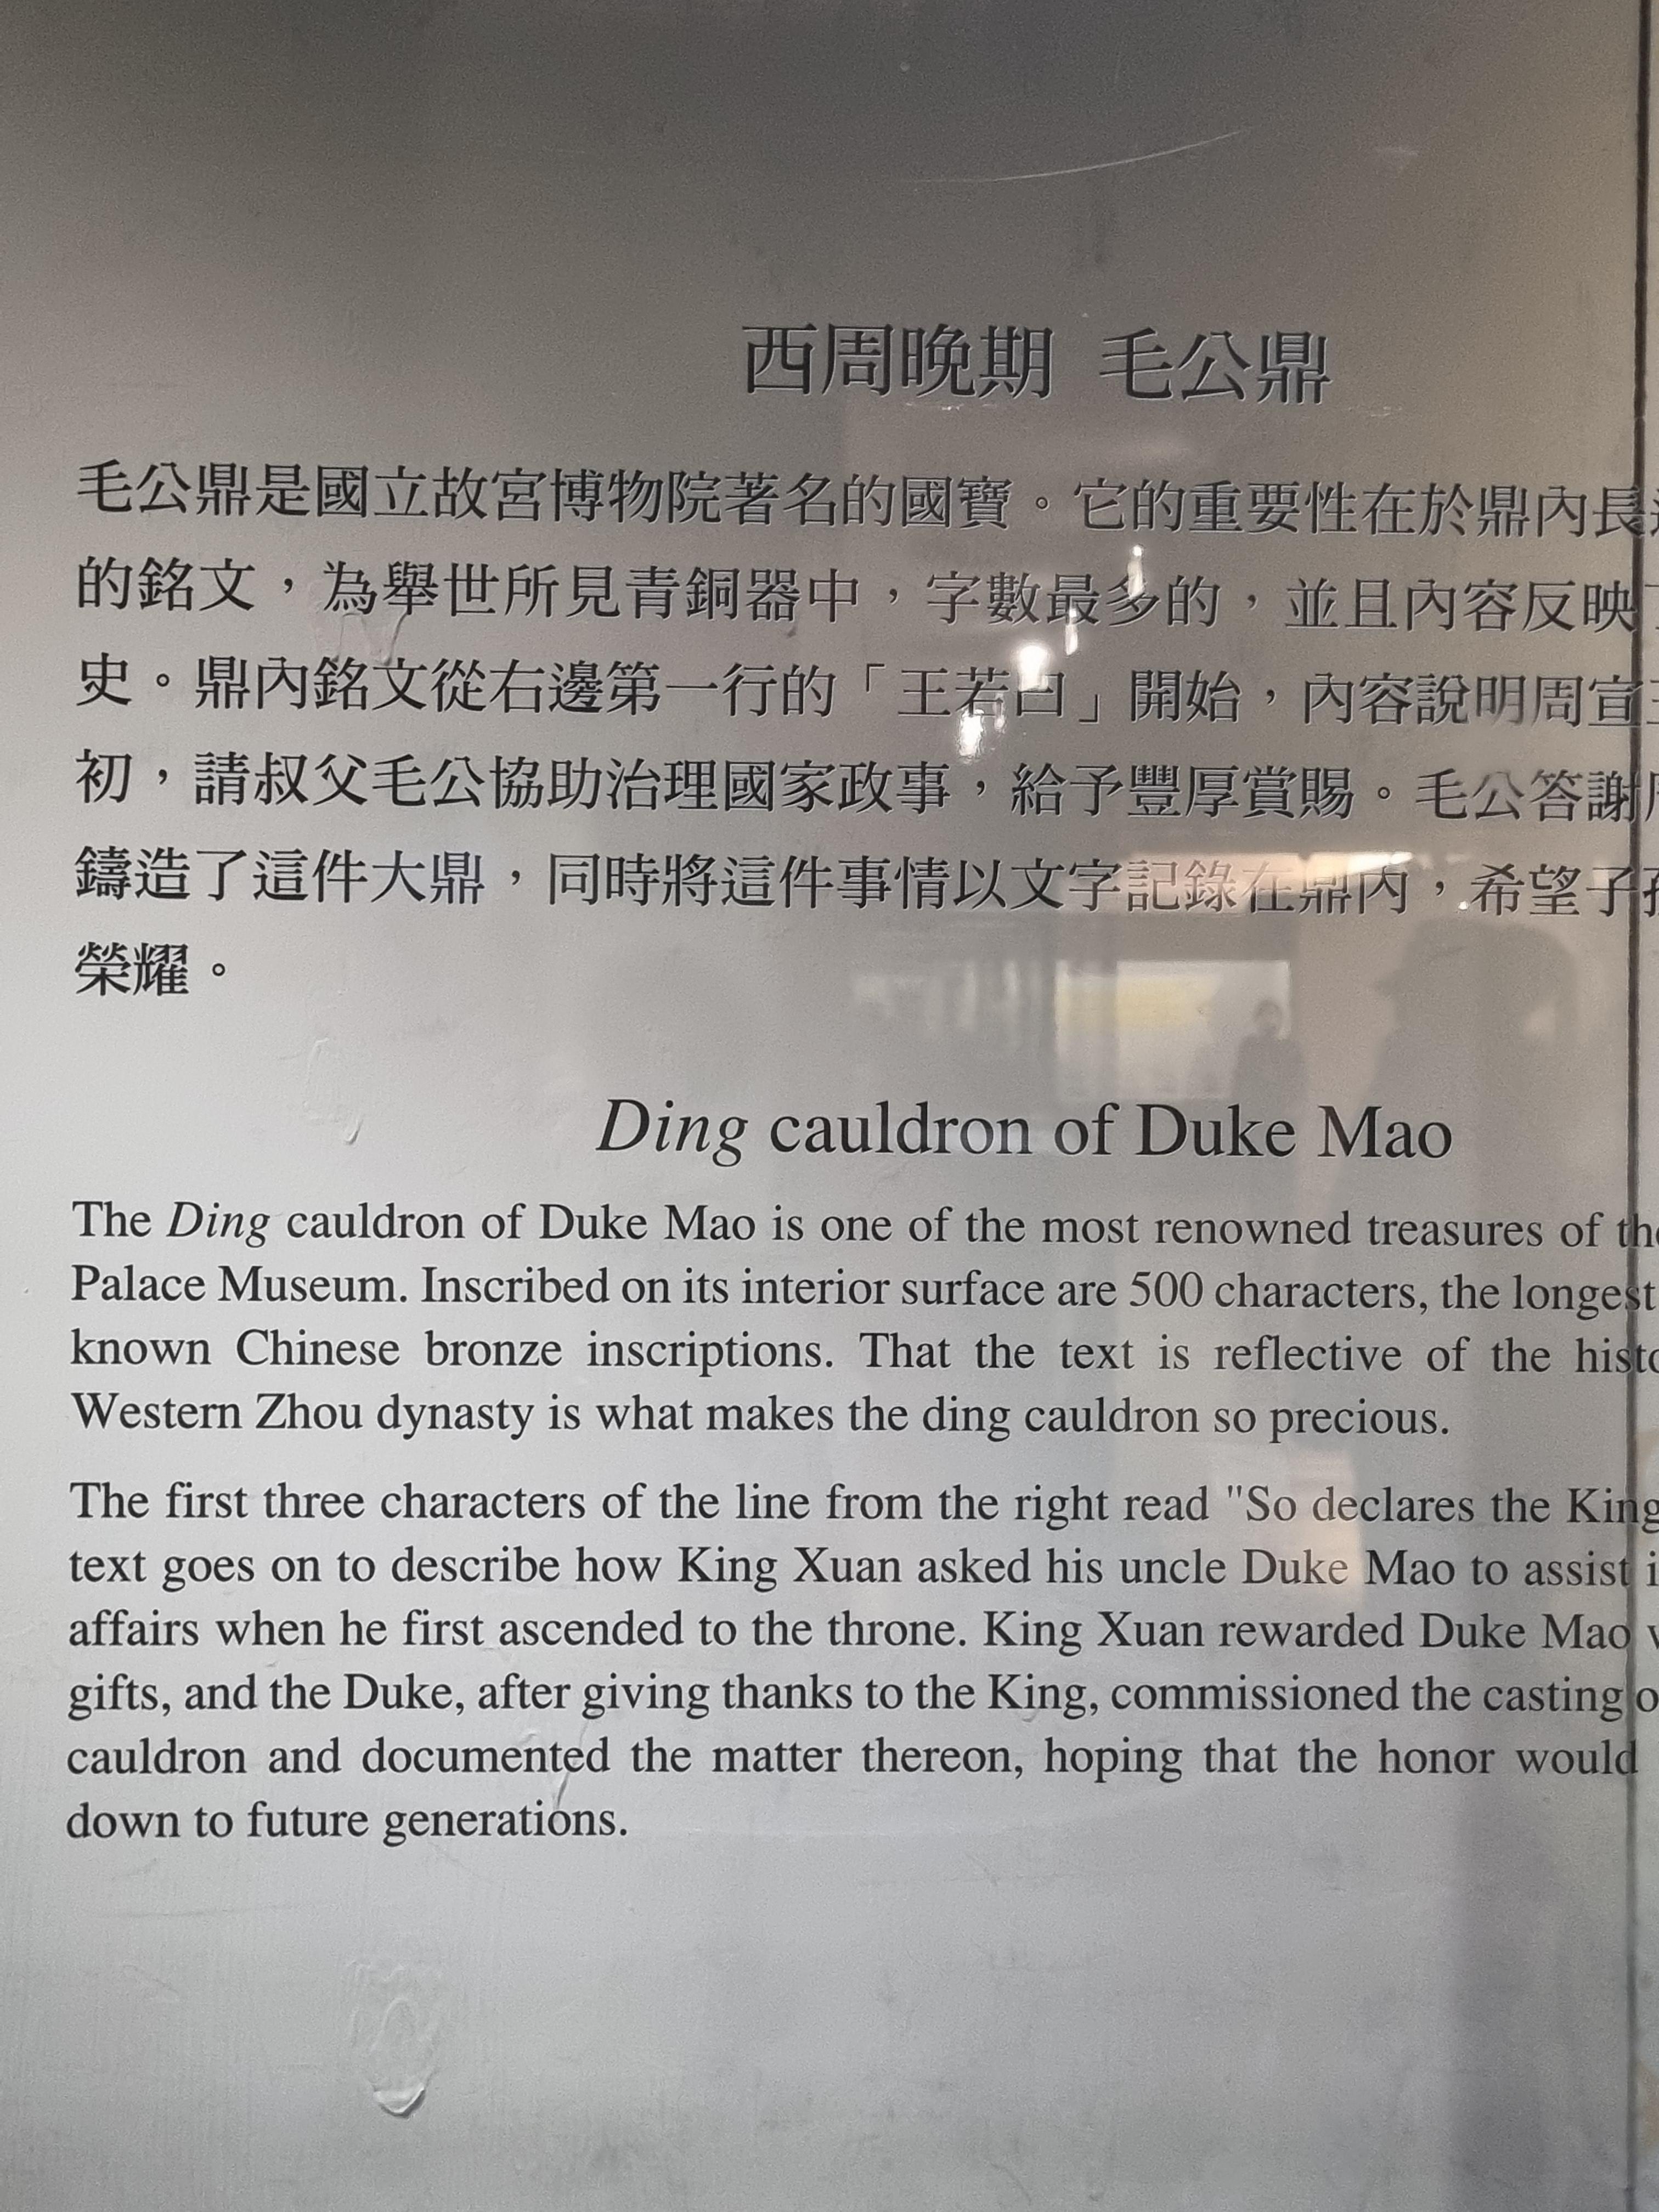 西周晚期 毛公鼎
毛公鼎是國立故宮博物院著名的國寶。它的重要性在於鼎內長
的銘文，為舉世所見青銅器中，字數最多的，並且內容反映
史。鼎內銘文從右邊第一行的「王若曰」開始，內容說明周宣
初，請叔父毛公協助治理國家政事，給予豐厚賞賜。毛公答謝
鑄造了這件大鼎，同時將這件事情以文字記錄在鼎內，希望子
榮耀。
Ding cauldron of Duke Mao
The Ding cauldron of Duke Mao is one of the most renowned treasures of
Palace Museum. Inscribed on its interior surface are 500 characters, the longest
known Chinese bronze inscriptions. That the text is reflective of the
Western Zhou dynasty is what makes the ding cauldron so precious.
The first three characters of the line from the right read "So declares the King
text goes on to describe how King Xuan asked his uncle Duke Mao to assist
affairs when he first ascended to the throne. King Xuan rewarded Duke Mao
gifts, and the Duke, after giving thanks to the King, commissioned the casting
cauldron and documented the matter thereon, hoping that the honor would
down to future generations.